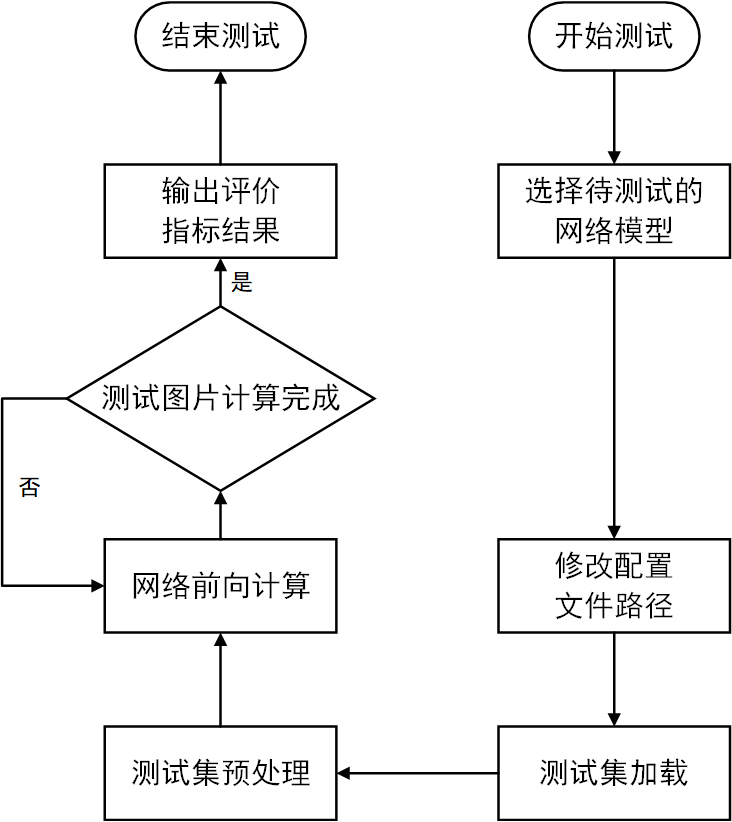 结束测试
开始测试
输出评价
指标结果
选择待测试的
网络模型
是
测试图片计算完成
否
网络前向计算
修改配置
文件路径
测试集预处理
测试集加载